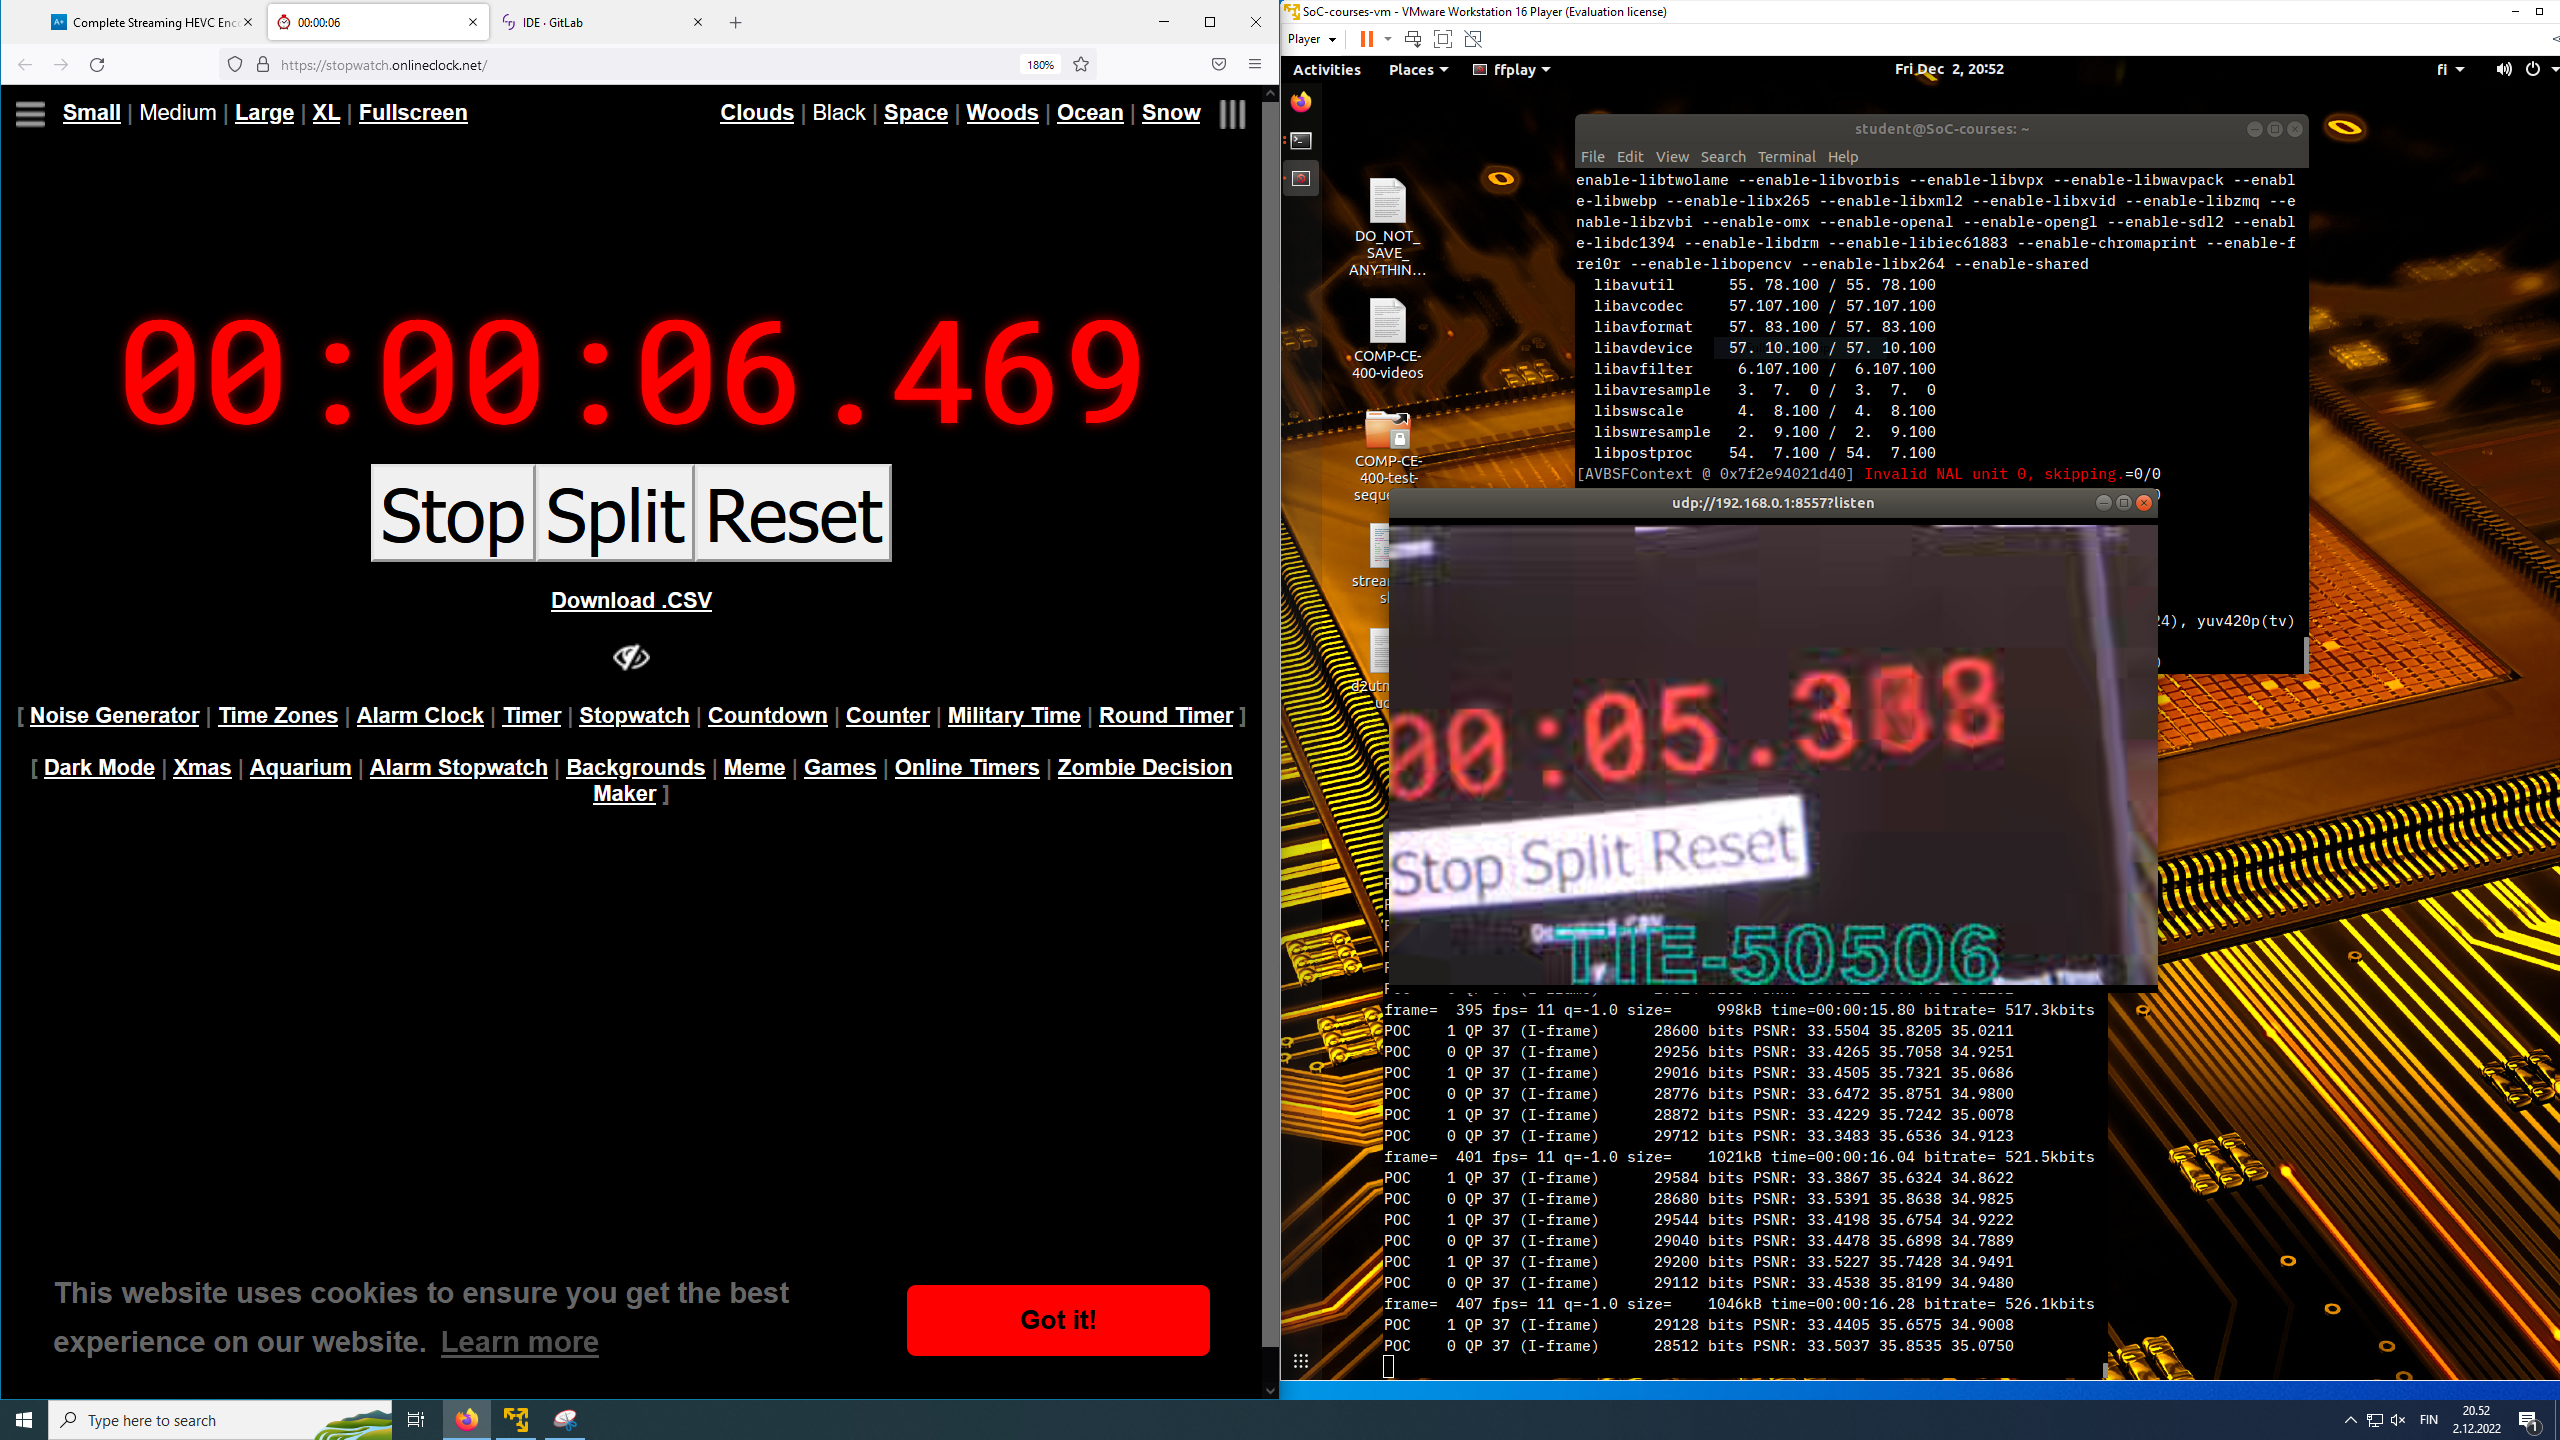 Complete Streaming HEVC Enc
00:00:06
IDE · GitLab
https://stopwatch.onlineclock.net/
180%
Small | Medium | Large | XL | Fullscreen
Clouds | Black | Space | Woods | Ocean | Snow
00:00:06.469
Stop Split Reset
Download .CSV
[ Noise Generator | Time Zones | Alarm Clock | Timer | Stopwatch | Countdown | Counter | Military Time | Round Timer ]
[ Dark Mode | Xmas | Aquarium | Alarm Stopwatch | Backgrounds | Meme | Games | Online Timers | Zombie Decision
Maker ]
This website uses cookies to ensure you get the best
experience on our website. Learn more
Got it!
SoC-courses-vm - VMware Workstation 16 Player (Evaluation license)
Player
Activities Places ffplay
Fri Dec 2, 20:52
fi
DO_NOT_
SAVE_
ANYTHIN...
COMP-CE-
400-videos
COMP-CE-
400-test-
student@SoC-courses: ~
File Edit View Search Terminal Help
enable-libtwolame --enable-libvorbis --enable-libvpx --enable-libwavpack --enabl
e-libwebp --enable-libx265 --enable-libxml2 --enable-libxvid --enable-libzmq --e
nable-libzvbi --enable-omx --enable-openal --enable-opengl --enable-sdl2 --enabl
e-libdc1394 --enable-libdrm --enable-libiec61883 --enable-chromaprint --enable-f
rei0r --enable-libopencv --enable-libx264 --enable-shared
libavutil 55. 78.100 / 55. 78.100
libavcodec 57.107.100 / 57.107.100
libavformat 57. 83.100 / 57. 83.100
libavdevice 57. 10.100 / 57. 10.100
libavfilter 6.107.100 / 6.107.100
libavresample 3. 7. 0 / 3. 7. 0
libswscale 4. 8.100 / 4. 8.100
libswresample 2. 9.100 / 2. 9.100
libpostproc 54. 7.100 / 54. 7.100
[AVBSFContext @ 0x7f2e94021d40] Invalid NAL unit 0, skipping.=0/0
24), yuv420p(tv)
udp://192.168.0.1:8557?listen
Stop Split Reset
TIE-50506
frame= 395 fps= 11 q=-1.0 size= 998kB time=00:00:15.80 bitrate= 517.3kbits
POC 1 QP 37 (I-frame) 28600 bits PSNR: 33.5504 35.8205 35.0211
POC 0 QP 37 (I-frame) 29256 bits PSNR: 33.4265 35.7058 34.9251
POC 1 QP 37 (I-frame) 29016 bits PSNR: 33.4505 35.7321 35.0686
POC 0 QP 37 (I-frame) 28776 bits PSNR: 33.6472 35.8751 34.9800
POC 1 QP 37 (I-frame) 28872 bits PSNR: 33.4229 35.7242 35.0078
POC 0 QP 37 (I-frame) 29712 bits PSNR: 33.3483 35.6536 34.9123
frame= 401 fps= 11 q=-1.0 size= 1021kB time=00:00:16.04 bitrate= 521.5kbits
POC 1 QP 37 (I-frame) 29584 bits PSNR: 33.3867 35.6324 34.8622
POC 0 QP 37 (I-frame) 28680 bits PSNR: 33.5391 35.8638 34.9825
POC 1 QP 37 (I-frame) 29544 bits PSNR: 33.4198 35.6754 34.9222
POC 0 QP 37 (I-frame) 29040 bits PSNR: 33.4478 35.6898 34.7889
POC 1 QP 37 (I-frame) 29200 bits PSNR: 33.5227 35.7428 34.9491
POC 0 QP 37 (I-frame) 29112 bits PSNR: 33.4538 35.8199 34.9480
frame= 407 fps= 11 q=-1.0 size= 1046kB time=00:00:16.28 bitrate= 526.1kbits
POC 1 QP 37 (I-frame) 29128 bits PSNR: 33.4405 35.6575 34.9008
POC 0 QP 37 (I-frame) 28512 bits PSNR: 33.5037 35.8535 35.0750
Type here to search
FIN
20.52
2.12.2022
1